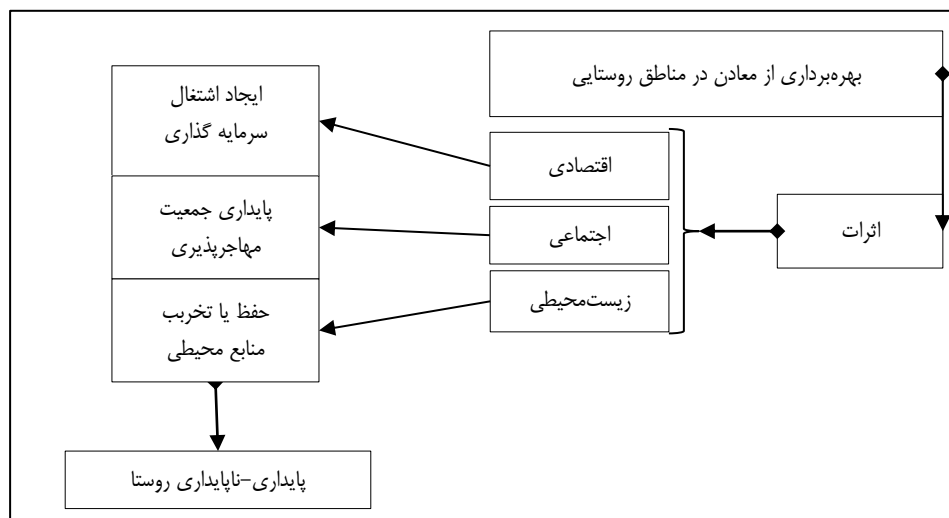 بهره‌برداری از معادن در مناطق روستایی
اثرات
اقتصادی
اجتماعی
زیست‌محیطی
ایجاد اشتغال
سرمایه گذاری
پایداری جمعیت
مهاجرپذیری
حفظ یا تخربب
منابع محیطی
پایداری-ناپایداری روستا